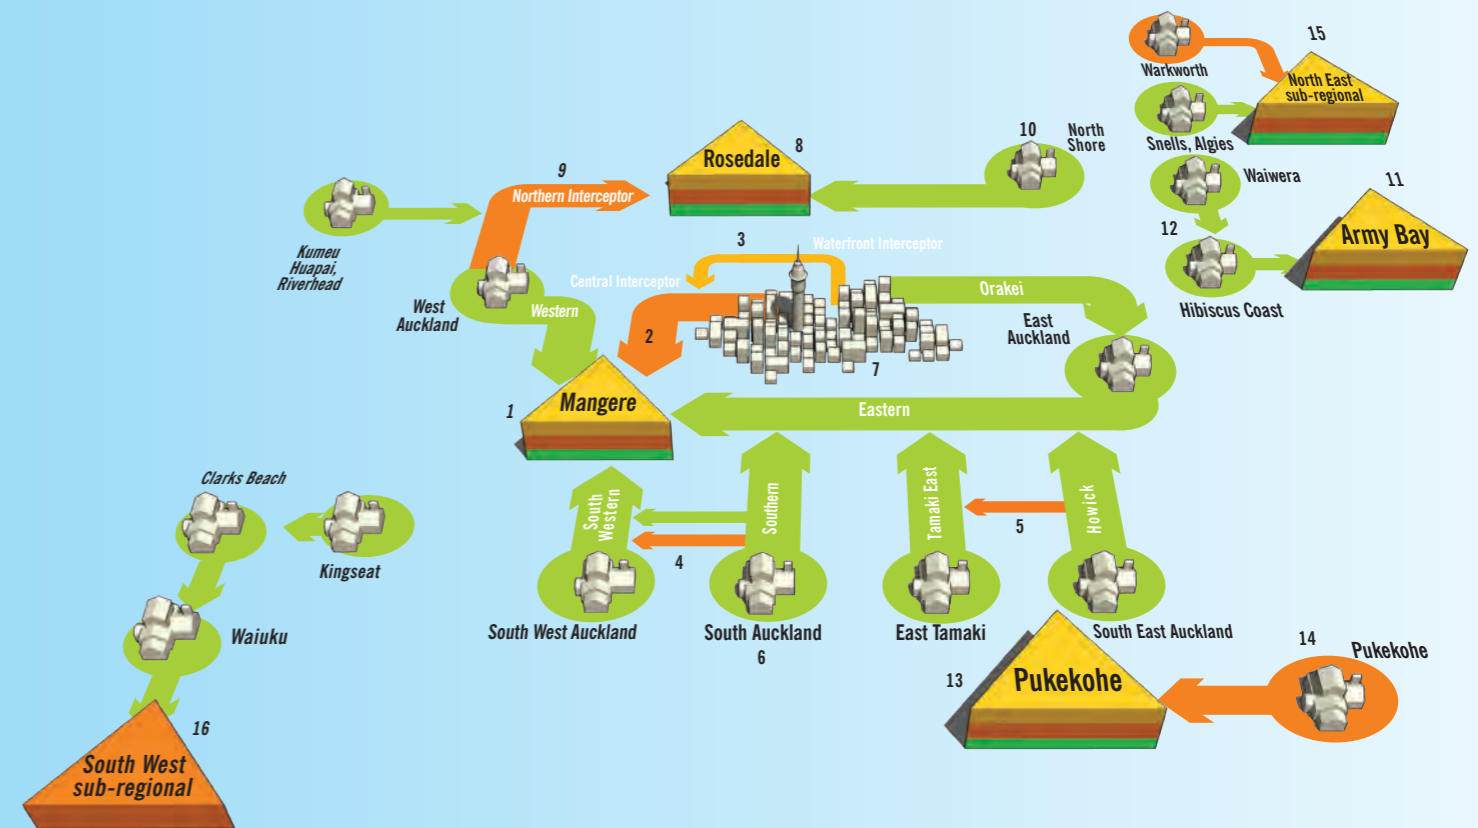 15
Warkworth
North East
sub-regional
Snells, Algies
10
North
Shore
Rosedale
8
9
Northern Interceptor
Waiwera
11
Army Bay
12
Hibiscus Coast
Kumeu
Huapai,
Riverhead
3
Waterfront Interceptor
Central Interceptor
West
Auckland
Western
2
Orakei
East
Auckland
7
1
Mangere
Eastern
Clarks Beach
Kingseat
South
Western
Southern
Tamaki East
Howick
4
5
South West Auckland
South Auckland
6
East Tamaki
South East Auckland
Waiuku
13
Pukekohe
14
Pukekohe
16
South West
sub-regional